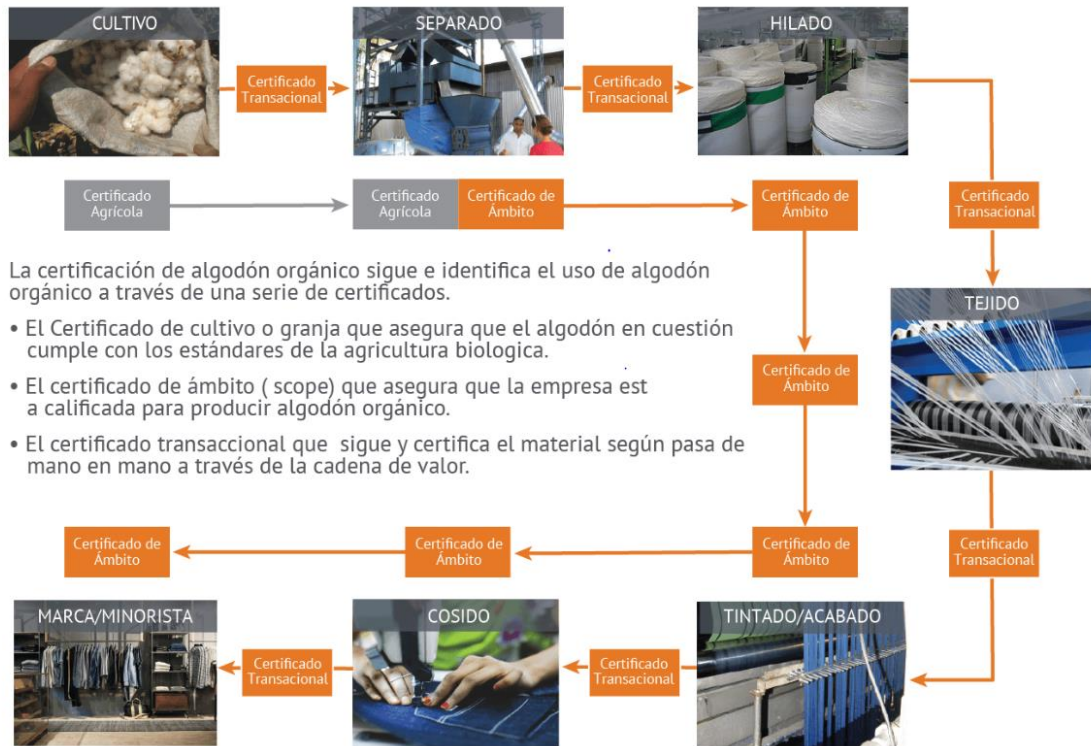 CULTIVO
Certificado
Transacional
SEPARADO
Certificado
Transacional
HILADO
Certificado
Agrícola
Certificado
Agrícola
Certificado de
Ámbito
Certificado de
Ámbito
Certificado
Transacional
La certificación de algodón orgánico sigue e identifica el uso de algodón
orgánico a través de una serie de certificados.
• El Certificado de cultivo o granja que asegura que el algodón en cuestión
cumple con los estándares de la agricultura biologica.
• El certificado de ámbito ( scope) que asegura que la empresa est
a calificada para producir algodón orgánico.
• El certificado transaccional que  sigue y certifica el material según pasa de
mano en mano a través de la cadena de valor.
Certificado de
Ámbito
TEJIDO
Certificado de
Ámbito
Certificado de
Ámbito
Certificado de
Ámbito
Certificado
Transacional
MARCA/MINORISTA
Certificado
Transacional
COSIDO
Certificado
Transacional
TINTADO/ACABADO